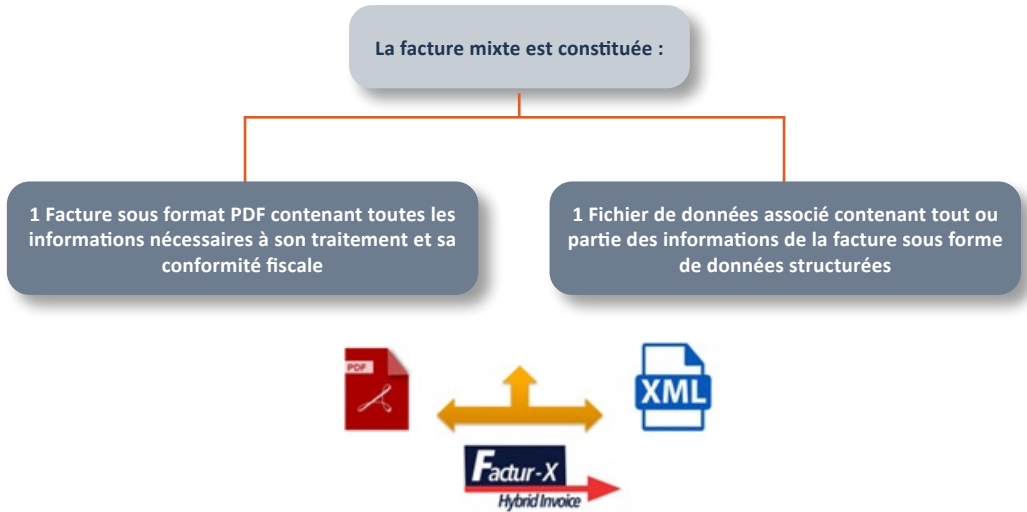 La facture mixte est constituée :
1 Facture sous format PDF contenant toutes les
informations nécessaires à son traitement et sa
conformité fiscale
1 Fichier de données associé contenant tout ou
partie des informations de la facture sous forme
de données structurées
PDF
XML
Factur-X
Hybrid Invoice